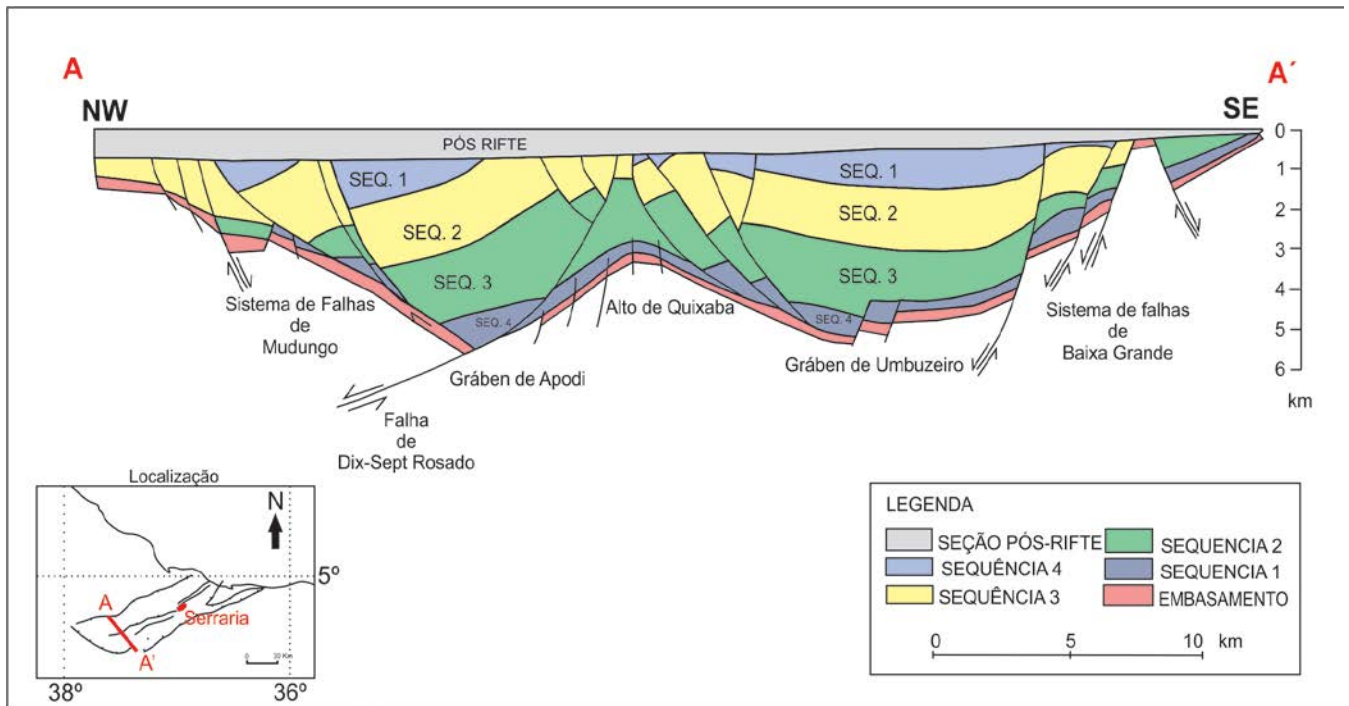 A
A´
NW
SE
PÓS RIFTE
SEQ. 1
SEQ. 1
SEQ. 2
SEQ. 2
SEQ. 3
SEQ. 3
SEQ. 4
SEQ. 4
0
1
2
3
4
5
6
km
Sistema de Falhas
de
Mudungo
Alto de Quixaba
Sistema de falhas
de
Baixa Grande
Gráben de Umbuzeiro
Gráben de Apodi
Falha
de
Dix-Sept Rosado
Localização
N
5º
A
Serraria
A'
0 30 Km
38º 36º
LEGENDA
SEÇÃO PÓS-RIFTE
SEQUÊNCIA 4
SEQUÊNCIA 3
SEQUENCIA 2
SEQUENCIA 1
EMBASAMENTO
0 5 10 km